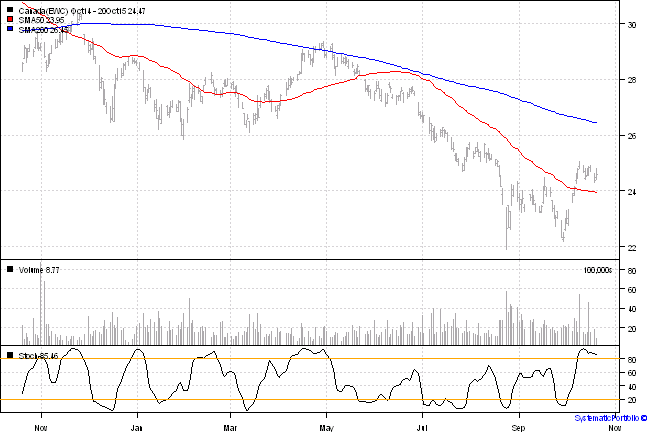 Canada(EWC) Oct14 - 20Oct15 24.47
SMA50 23.95
SMA200 26.45
30
28
26
24
22
Volume 8.77
100,000s
80
60
40
20
Stock 85.46
80
60
40
20
Nov
Jan
Mar
May
Jul
Sep
Nov
SystematicPortfolio ©